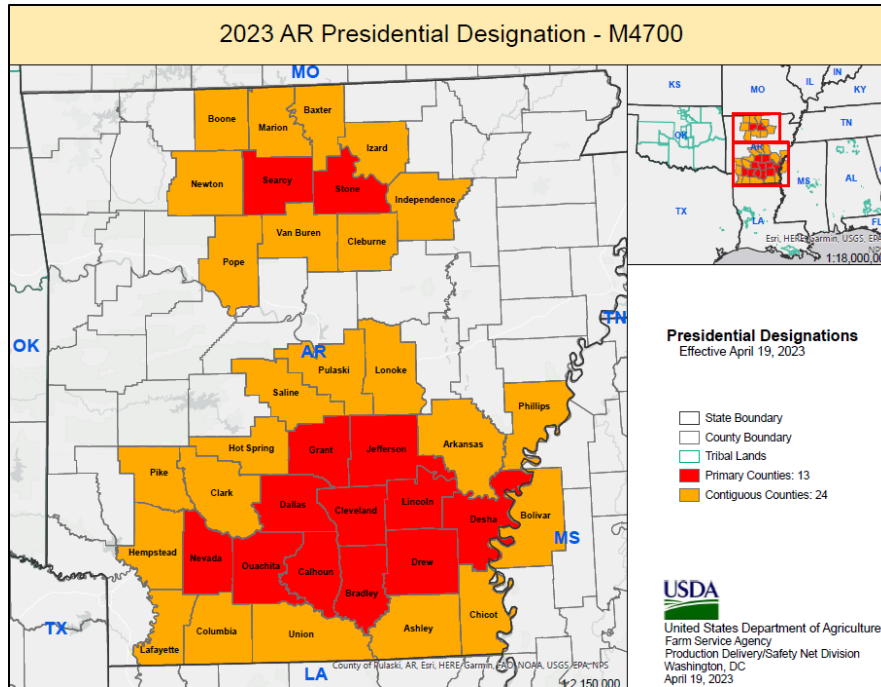 2023 AR Presidential Designation - M4700
MO
Boone
Marion
Baxter
Izard
Newton
Searcy
Stone
Independence
Van Buren
Cleburne
Pope
OK
AR
TN
Pulaski
Lonoke
Saline
Phillips
Hot Spring
Grant
Jefferson
Arkansas
Pike
Clark
Dallas
Cleveland
Lincoln
Desha
Bolivar
MS
Hempstead
Nevada
Ouachita
Calhoun
Drew
Bradley
TX
Lafayette
Columbia
Union
Ashley
Chicot
LA
County of Pulaski, AR, Esri, HERE, Garmin, FAO, NOAA, USGS, EPA, NPS
1:2,150,000
KS
MO
IL
IN
KY
OK
AR
TN
TX
LA
MS
AL
FL
Esri, HERE, Garmin, USGS, EPA,
NPS
1:18,000,000
Presidential Designations
Effective April 19, 2023
State Boundary
County Boundary
Tribal Lands
Primary Counties: 13
Contiguous Counties: 24
USDA
United States Department of Agriculture
Farm Service Agency
Production Delivery/Safety Net Division
Washington, DC
April 19, 2023